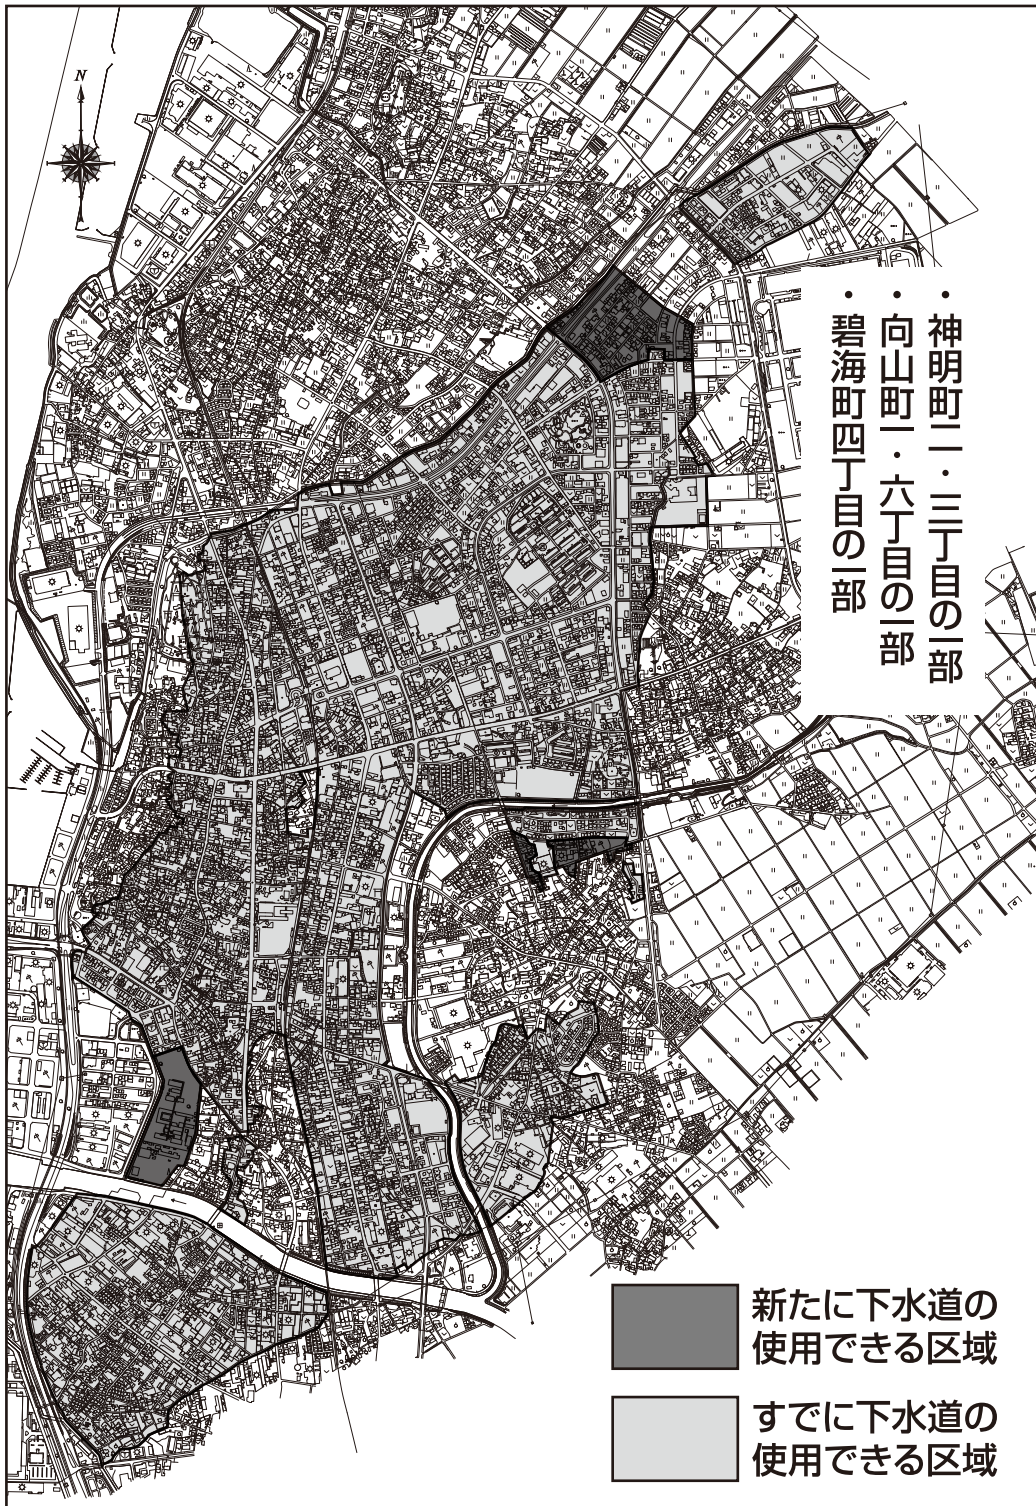 N
・神明町二・三丁目の一部
・向山町一・六丁目の一部
・碧海町四丁目の一部
新たに下水道の
使用できる区域
すでに下水道の
使用できる区域